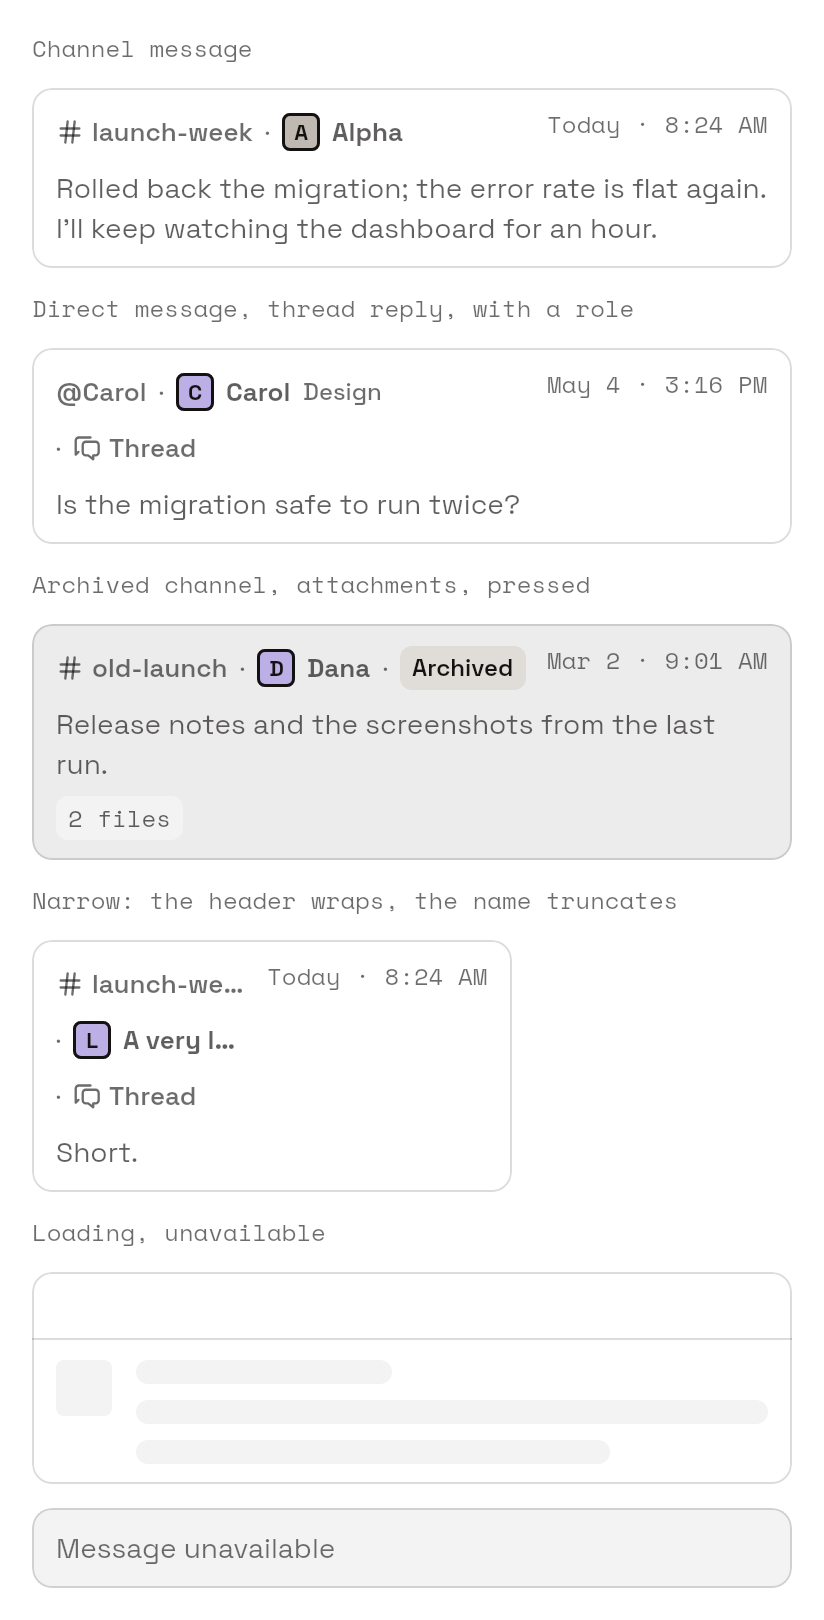 Channel message
# launch-week · A Alpha Today · 8:24 AM
Rolled back the migration; the error rate is flat again.
I’ll keep watching the dashboard for an hour.
Direct message, thread reply, with a role
@Carol · C Carol Design May 4 · 3:16 PM
· Thread
Is the migration safe to run twice?
Archived channel, attachments, pressed
# old-launch · D Dana · Archived Mar 2 · 9:01 AM
Release notes and the screenshots from the last
run.
2 files
Narrow: the header wraps, the name truncates
# launch-we… Today · 8:24 AM
· L A very l…
· Thread
Short.
Loading, unavailable
Message unavailable